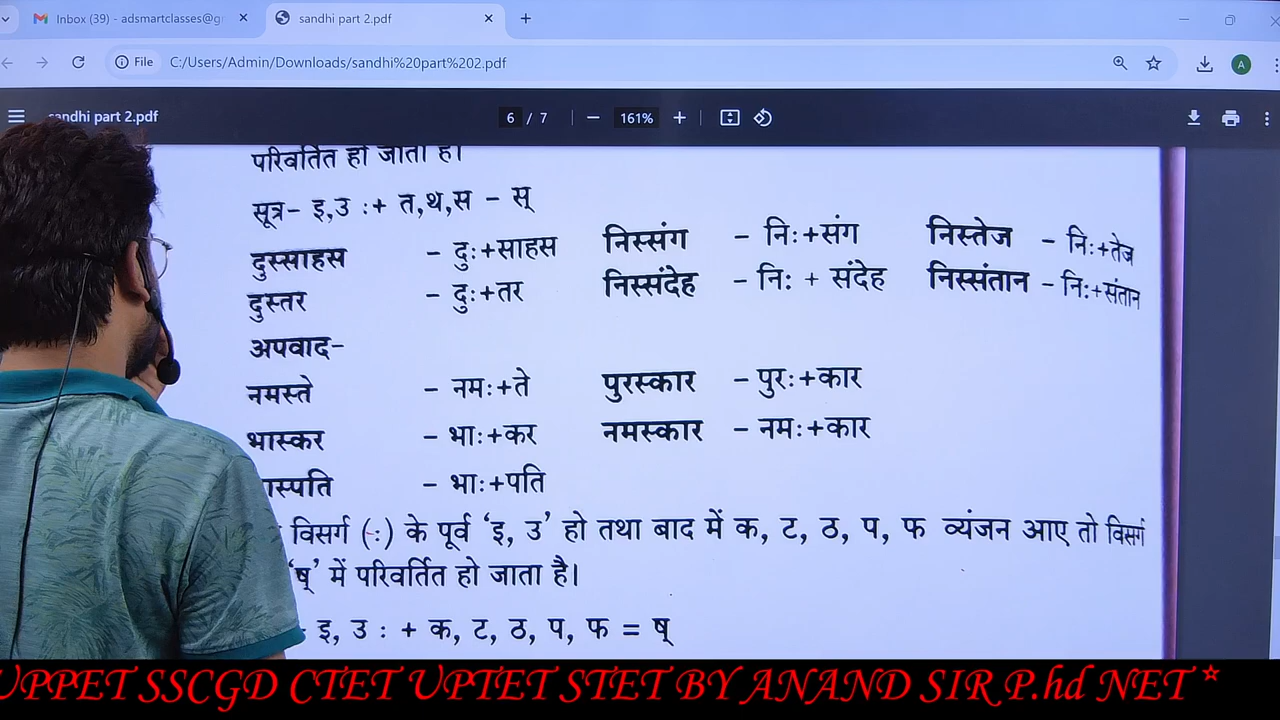 Inbox (39) - adsmartclasses@g
sandhi part 2.pdf
File C:/Users/Admin/Downloads/sandhi%20part%202.pdf
A
sandhi part 2.pdf 6 / 7 161%
परिवर्तित हो जाता है।
सूत्र- इ,उ :+ त,थ,स - स्
दुस्साहस - दुः+साहस निस्संग - निः+संग निस्तेज - निः+तेज
दुस्तर - दुः+तर निस्संदेह - निः + संदेह निस्संतान - निः+संतान
अपवाद-
नमस्ते - नमः+ते पुरस्कार - पुरः+कार
भास्कर - भाः+कर नमस्कार - नमः+कार
ास्पति - भाः+पति
विसर्ग (:) के पूर्व ‘इ, उ’ हो तथा बाद में क, ट, ठ, प, फ व्यंजन आए तो विसर्ग
‘ष्’ में परिवर्तित हो जाता है।
- इ, उ : + क, ट, ठ, प, फ = ष्
UPPET SSCGD CTET UPTET STET BY ANAND SIR P.hd NET *